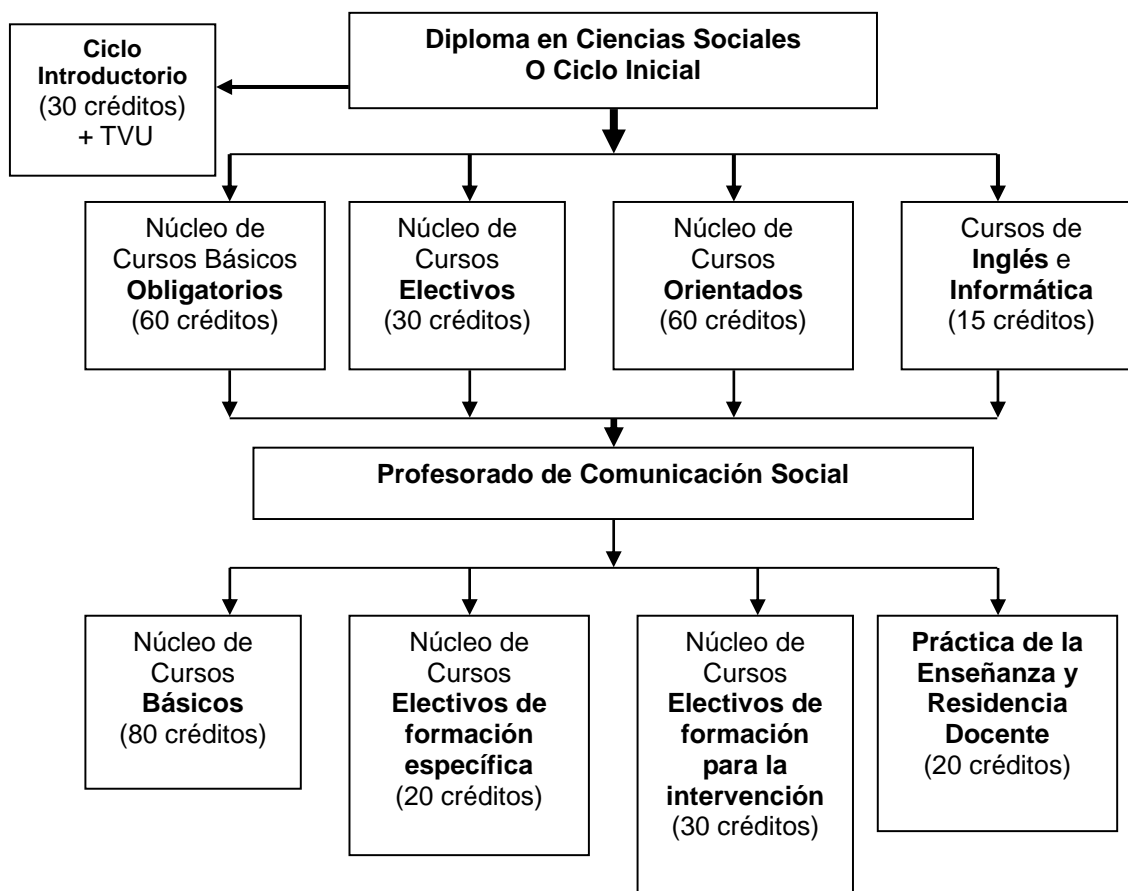 Ciclo
Introductorio
(30 créditos)
+ TVU
Diploma en Ciencias Sociales
O Ciclo Inicial
Núcleo de
Cursos Básicos
Obligatorios
(60 créditos)
Núcleo de
Cursos
Electivos
(30 créditos)
Núcleo de
Cursos
Orientados
(60 créditos)
Cursos de
Inglés e
Informática
(15 créditos)
Profesorado de Comunicación Social
Núcleo de
Cursos
Básicos
(80 créditos)
Núcleo de
Cursos
Electivos de
formación
específica
(20 créditos)
Núcleo de
Cursos
Electivos de
formación
para la
intervención
(30 créditos)
Práctica de la
Enseñanza y
Residencia
Docente
(20 créditos)